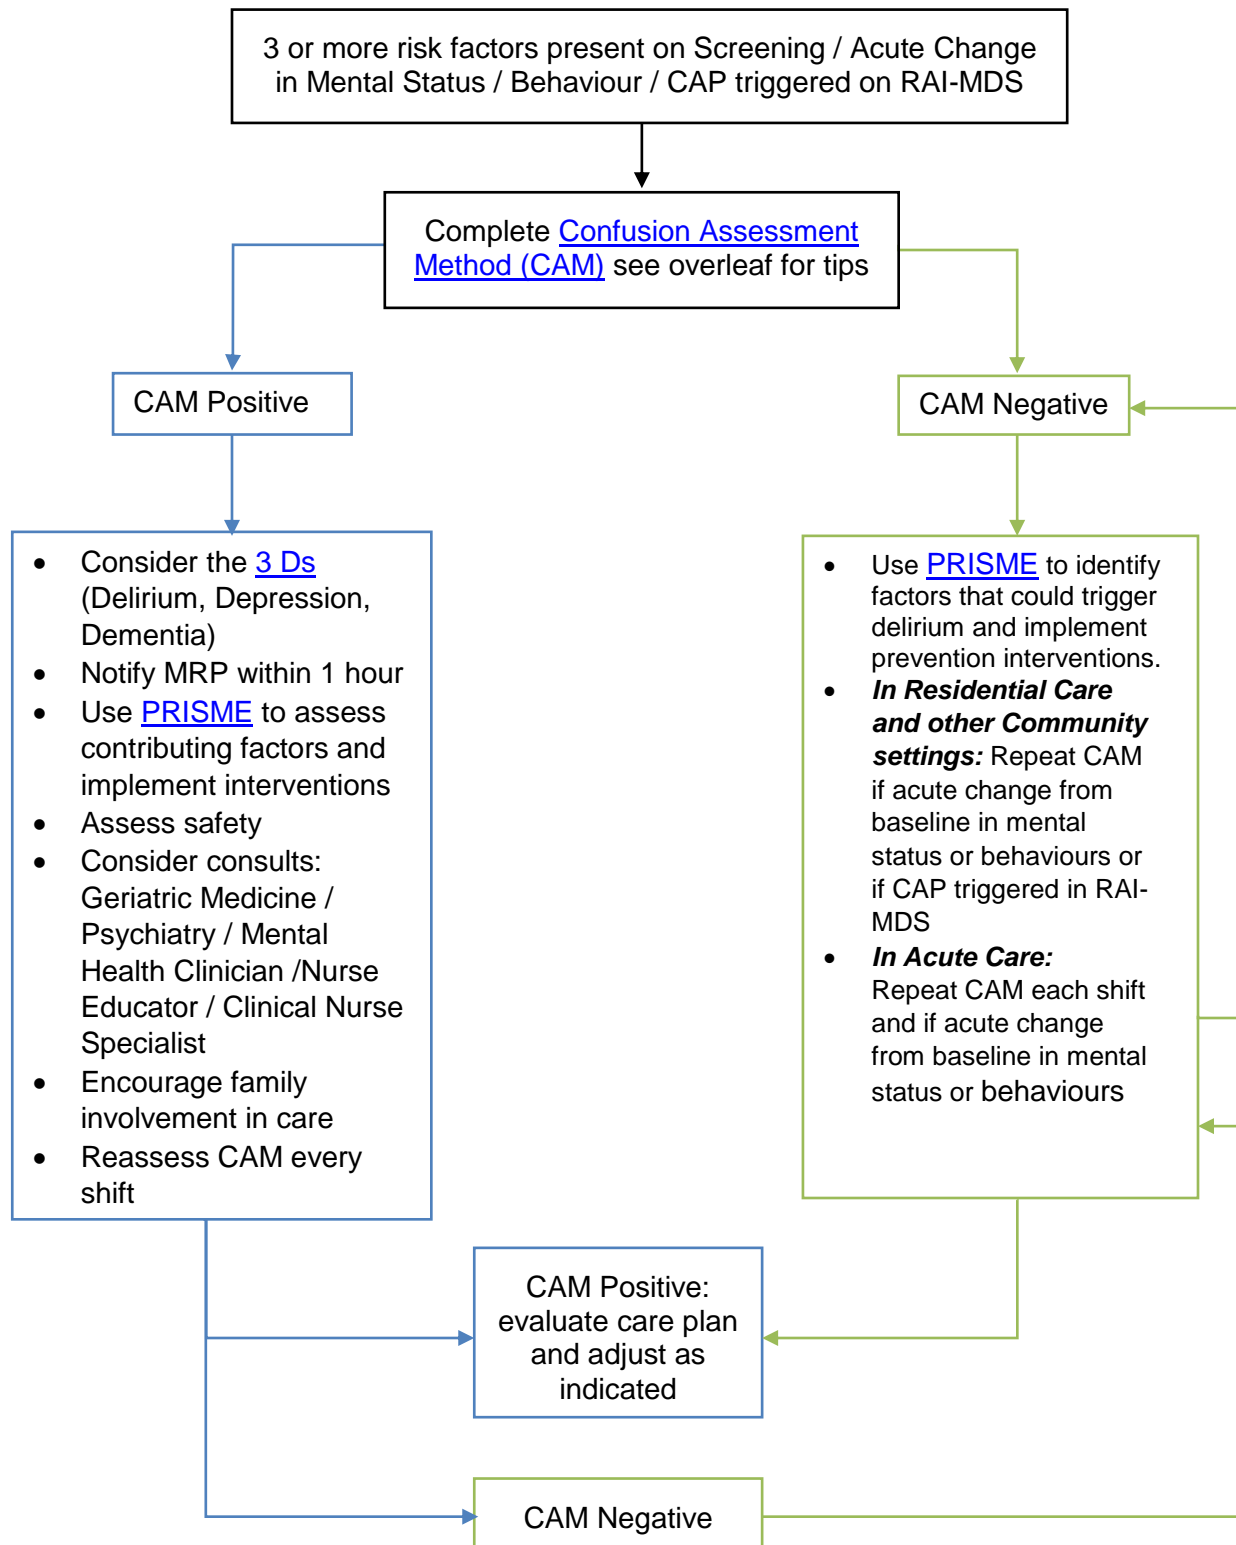 3 or more risk factors present on Screening / Acute Change
in Mental Status / Behaviour / CAP triggered on RAI-MDS
Complete Confusion Assessment
Method (CAM) see overleaf for tips
CAM Positive
CAM Negative
• Consider the 3 Ds
(Delirium, Depression,
Dementia)
• Notify MRP within 1 hour
• Use PRISME to assess
contributing factors and
implement interventions
• Assess safety
• Consider consults:
Geriatric Medicine /
Psychiatry / Mental
Health Clinician /Nurse
Educator / Clinical Nurse
Specialist
• Encourage family
involvement in care
• Reassess CAM every
shift
• Use PRISME to identify
factors that could trigger
delirium and implement
prevention interventions.
• In Residential Care
and other Community
settings: Repeat CAM
if acute change from
baseline in mental
status or behaviours or
if CAP triggered in RAI-
MDS
• In Acute Care:
Repeat CAM each shift
and if acute change
from baseline in mental
status or behaviours
CAM Positive:
evaluate care plan
and adjust as
indicated
CAM Negative